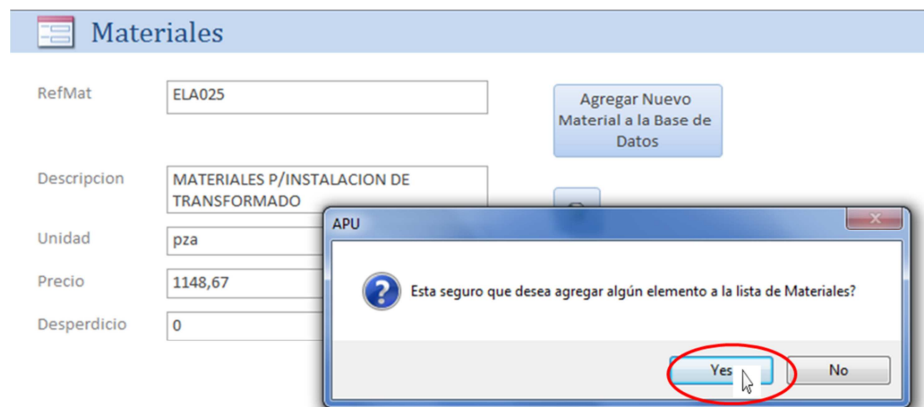 Materiales
RefMat
ELA025
Agregar Nuevo
Material a la Base de
Datos
Descripcion
MATERIALES P/INSTALACION DE
TRANSFORMADO
Unidad
pza
Precio
1148,67
Desperdicio
0
APU
Esta seguro que desea agregar algún elemento a la lista de Materiales?
Yes
No